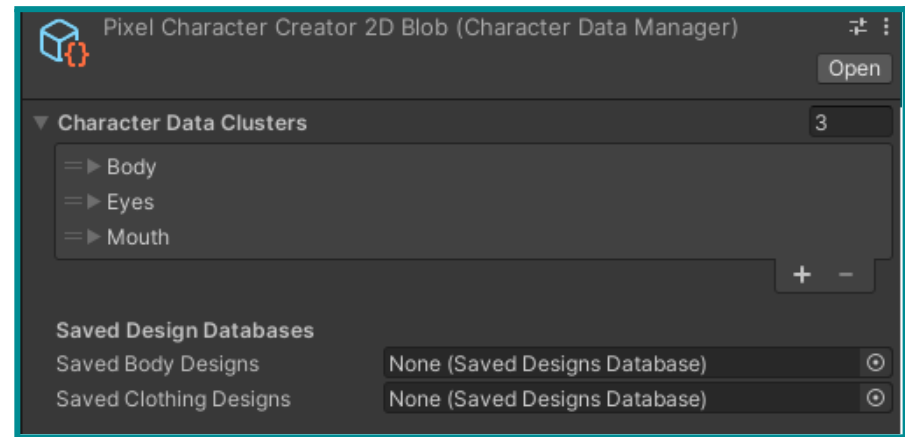 Pixel Character Creator 2D Blob (Character Data Manager)
Open
Character Data Clusters 3
Body
Eyes
Mouth
+ -
Saved Design Databases
Saved Body Designs None (Saved Designs Database)
Saved Clothing Designs None (Saved Designs Database)